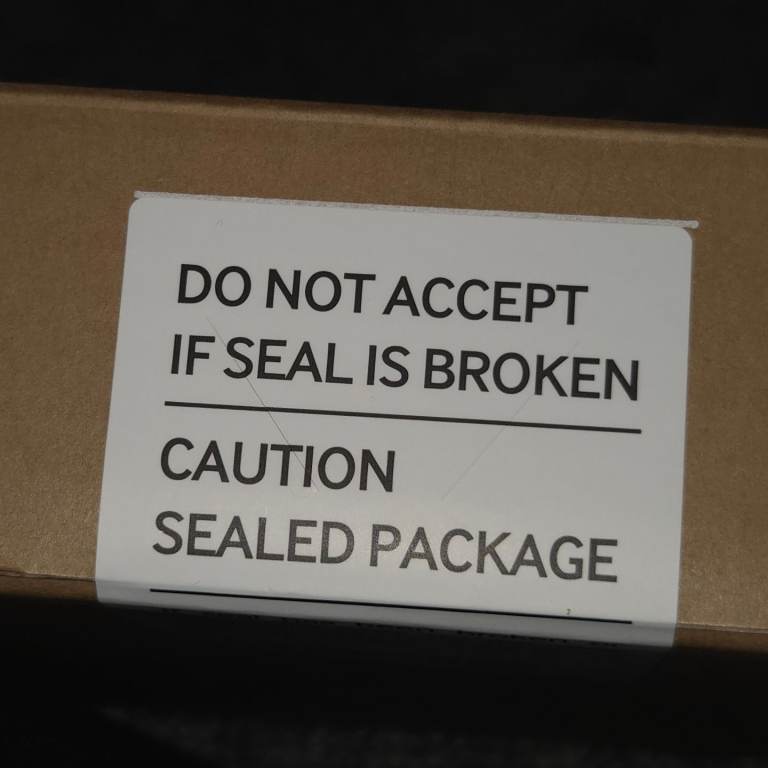 DO NOT ACCEPT
IF SEAL IS BROKEN
CAUTION
SEALED PACKAGE